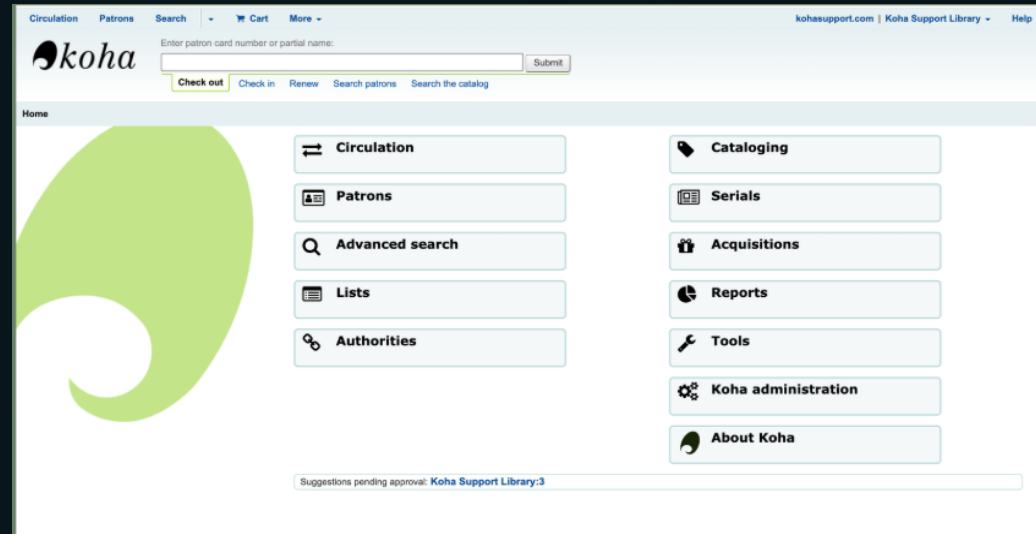 Circulation Patrons Search Cart More kohasupport.com | Koha Support Library Help
koha
Enter patron card number or partial name:
Submit
Check out Check in Renew Search patrons Search the catalog
Home
Circulation
Cataloging
Patrons
Serials
Advanced search
Acquisitions
Lists
Reports
Authorities
Tools
Koha administration
About Koha
Suggestions pending approval: Koha Support Library:3